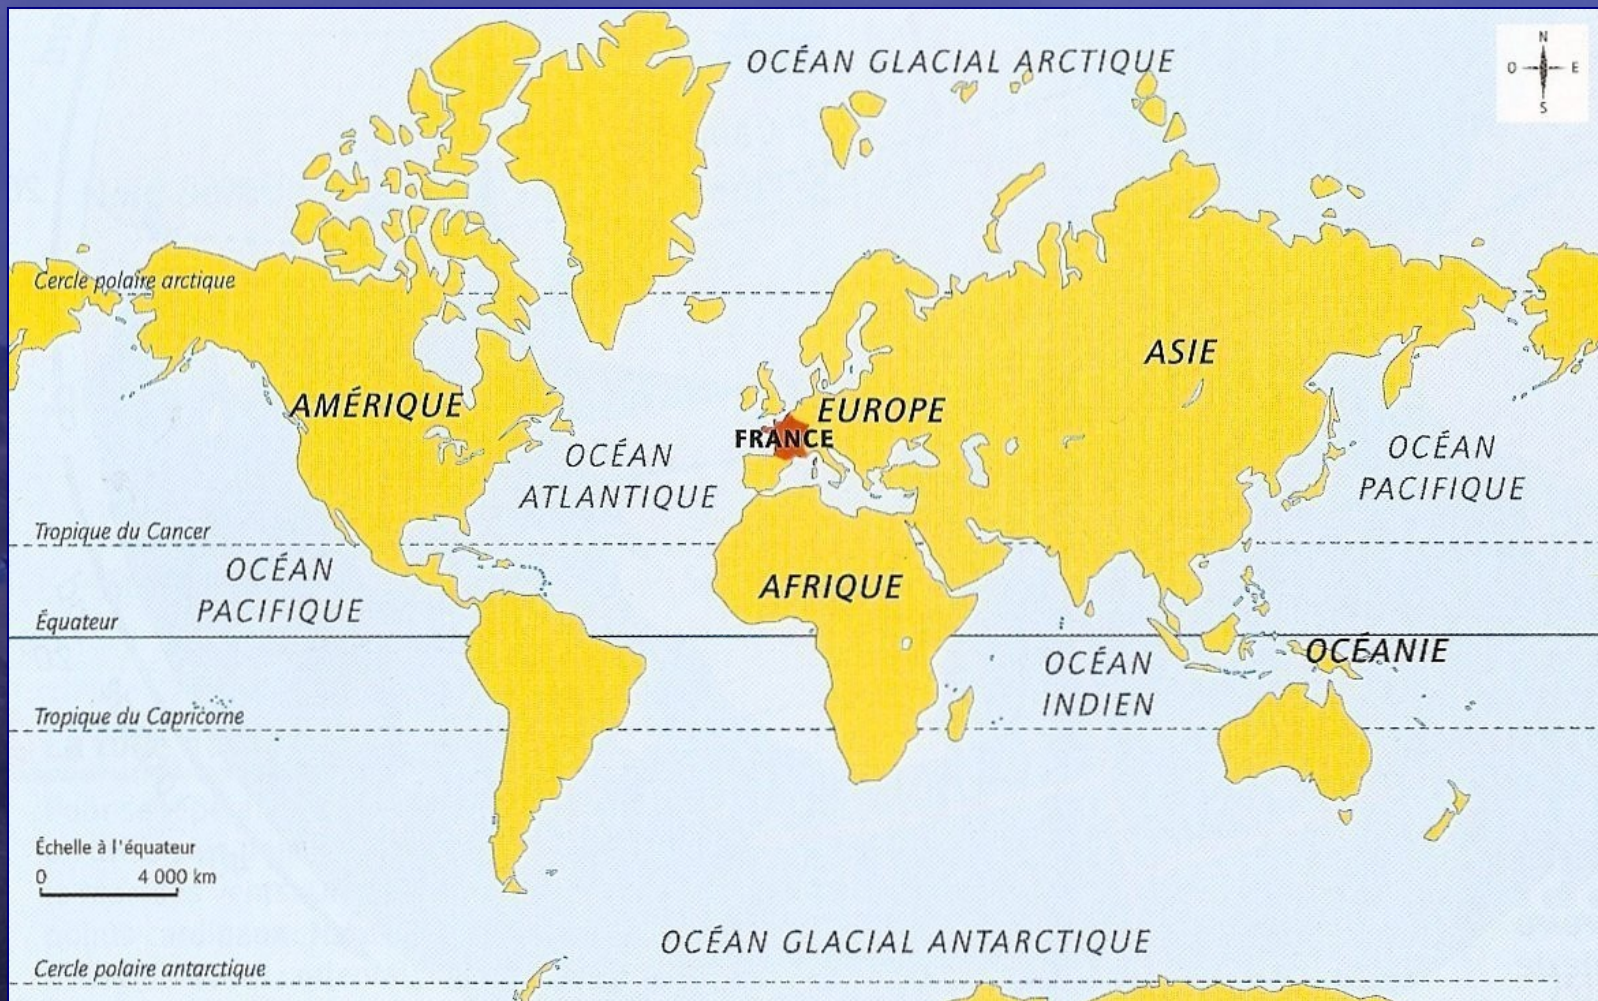 OCÉAN GLACIAL ARCTIQUE
N
O E
S
Cercle polaire arctique
ASIE
AMÉRIQUE
EUROPE
FRANCE
OCÉAN
ATLANTIQUE
OCÉAN
PACIFIQUE
Tropique du Cancer
OCÉAN
PACIFIQUE
AFRIQUE
Équateur
OCÉANIE
OCÉAN
INDIEN
Tropique du Capricorne
Échelle à l'équateur
0 4 000 km
OCÉAN GLACIAL ANTARCTIQUE
Cercle polaire antarctique